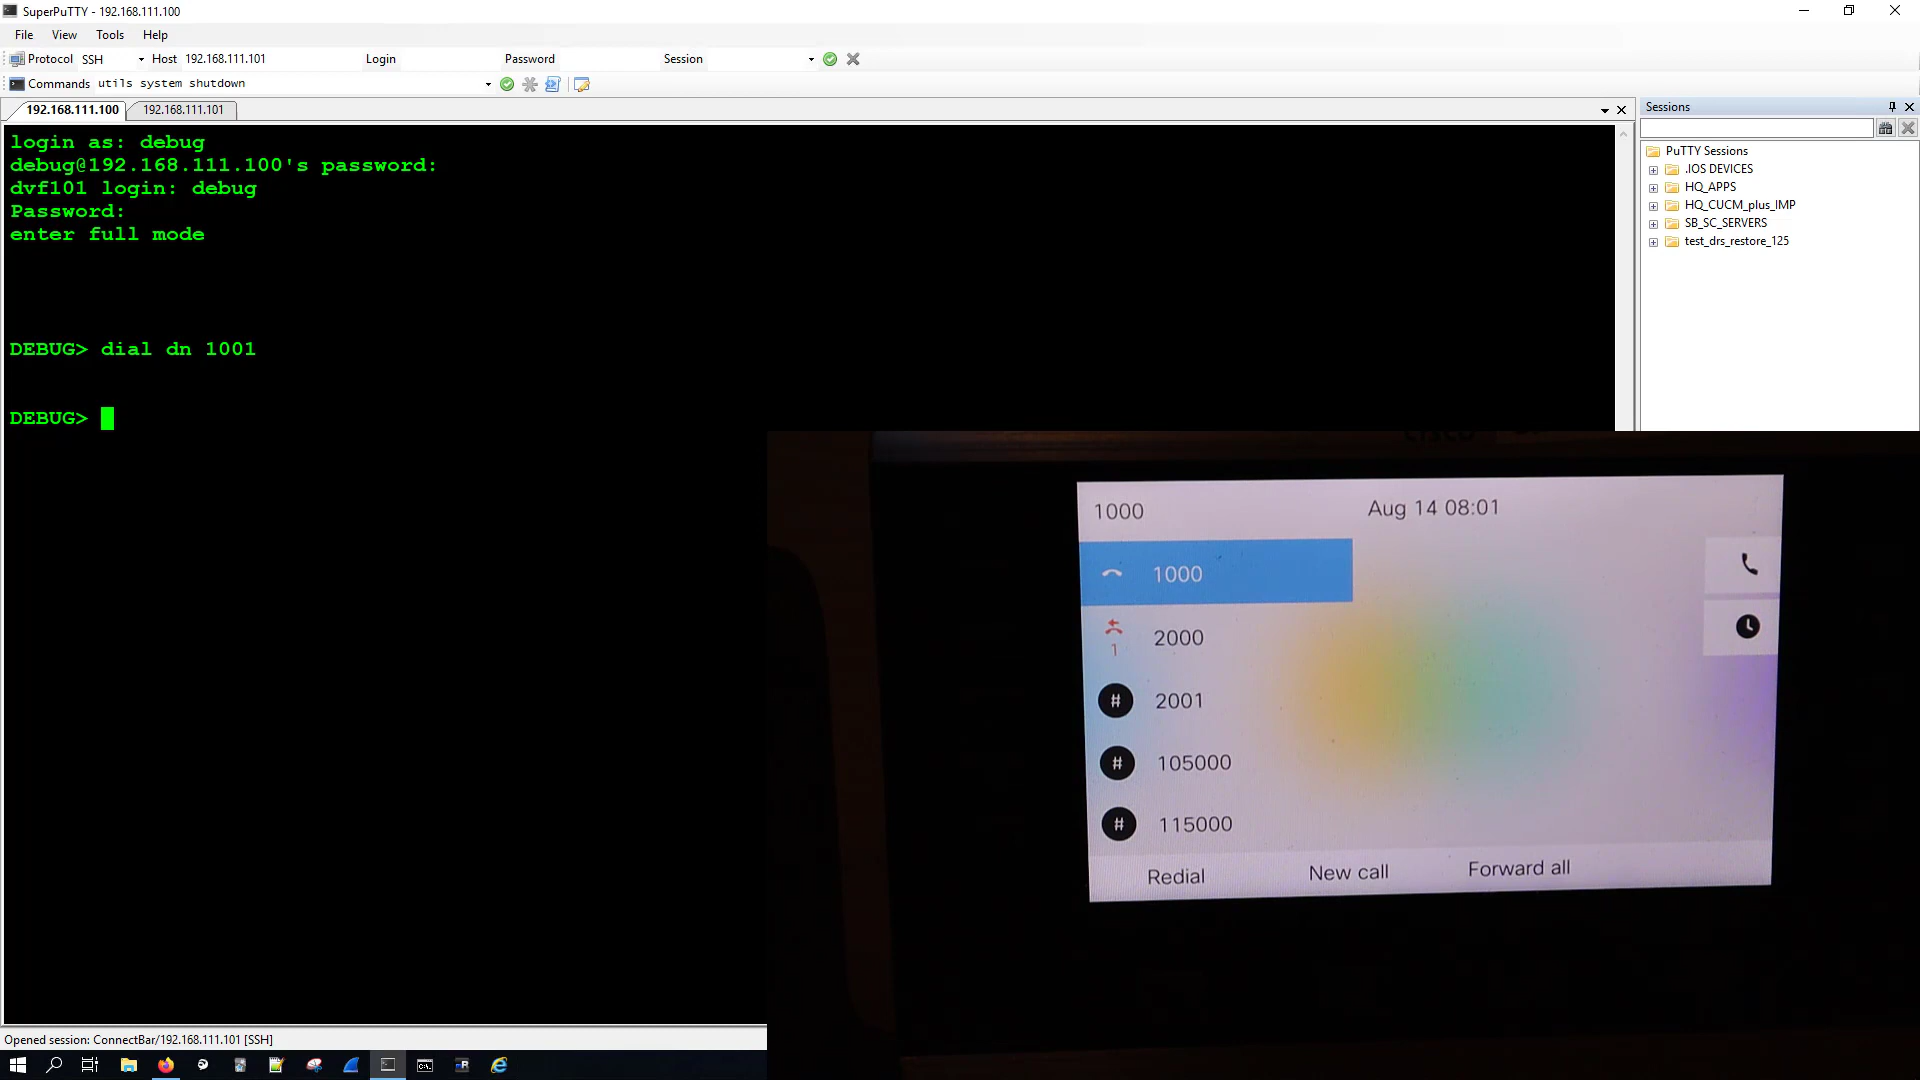 SuperPuTTY - 192.168.111.100
File View Tools Help
Protocol SSH Host 192.168.111.101 Login Password Session
Commands utils system shutdown
192.168.111.100 192.168.111.101
login as: debug
debug@192.168.111.100's password:
dvf101 login: debug
Password:
enter full mode
DEBUG> dial dn 1001
DEBUG>
Sessions
PuTTY Sessions
.IOS DEVICES
HQ_APPS
HQ_CUCM_plus_IMP
SB_SC_SERVERS
test_drs_restore_125
1000 Aug 14 08:01
1000
2000
1
# 2001
# 105000
# 115000
Redial New call Forward all
Opened session: ConnectBar/192.168.111.101 [SSH]